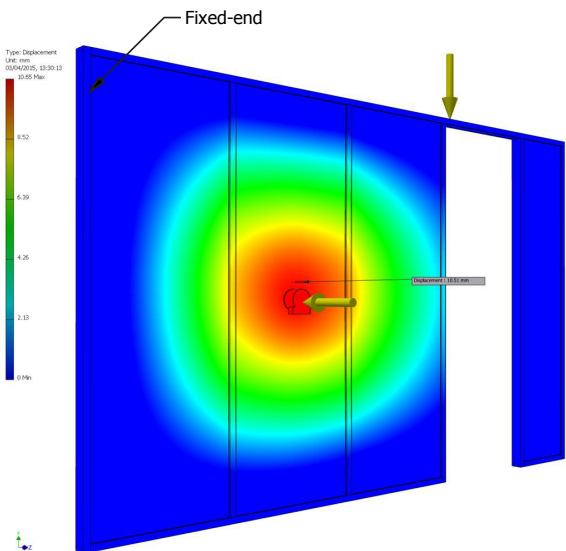 Fixed-end
Type: Displacement
Unit: mm
03/04/2015, 13:30:13
10.65 Max
8.52
6.39
4.26
2.13
0 Min
Displacement : 10.51 mm
Y
Z